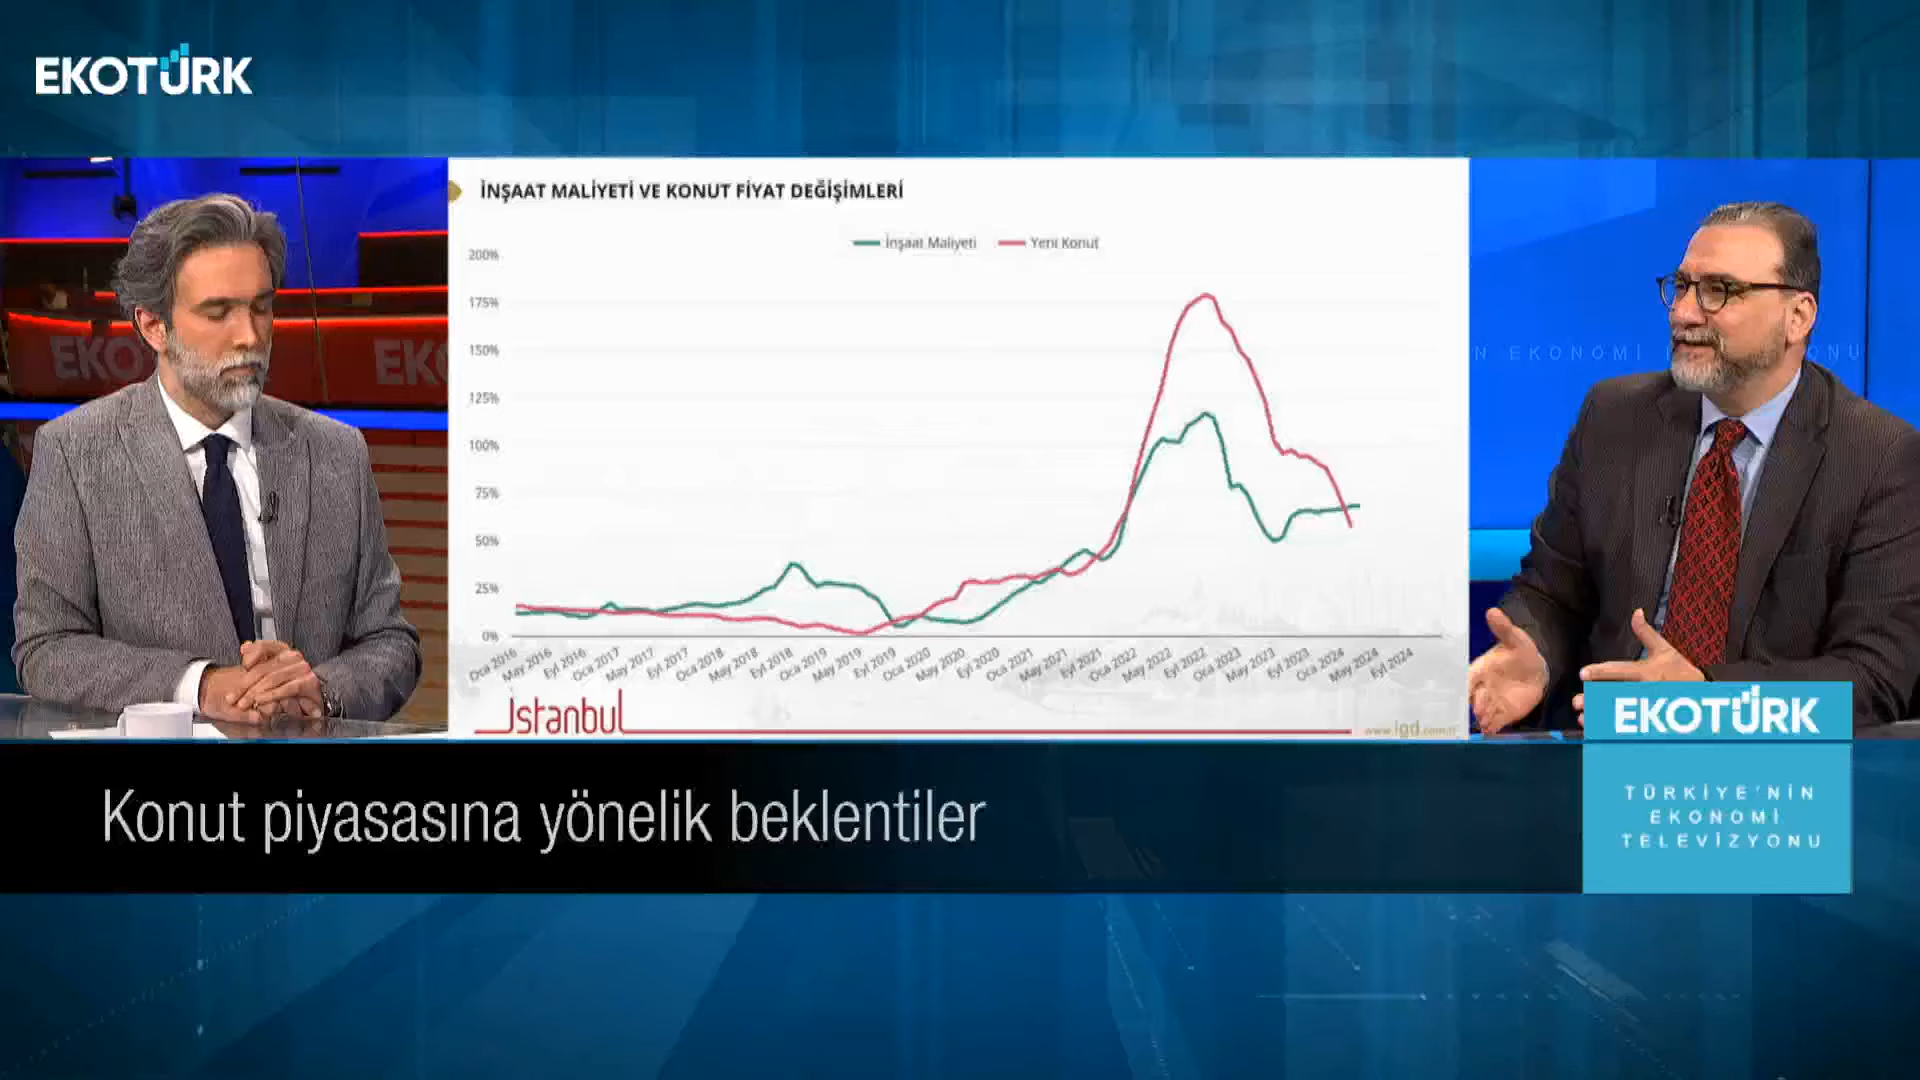 EKOTÜRK
İNŞAAT MALİYETİ VE KONUT FİYAT DEĞİŞİMLERİ
İnşaat Maliyeti
Yeni Konut
200%
175%
150%
125%
100%
75%
50%
25%
0%
Oca 2016
May 2016
Eyl 2016
Oca 2017
May 2017
Eyl 2017
Oca 2018
May 2018
Eyl 2018
Oca 2019
May 2019
Eyl 2019
Oca 2020
May 2020
Eyl 2020
Oca 2021
May 2021
Eyl 2021
Oca 2022
May 2022
Eyl 2022
Oca 2023
May 2023
Eyl 2023
Oca 2024
May 2024
Eyl 2024
istanbul
EKO
EK
N EKONOMİ
ONU
EKOTÜRK
TÜRKİYE'NİN
EKONOMİ
TELEVİZYONU
Konut piyasasına yönelik beklentiler